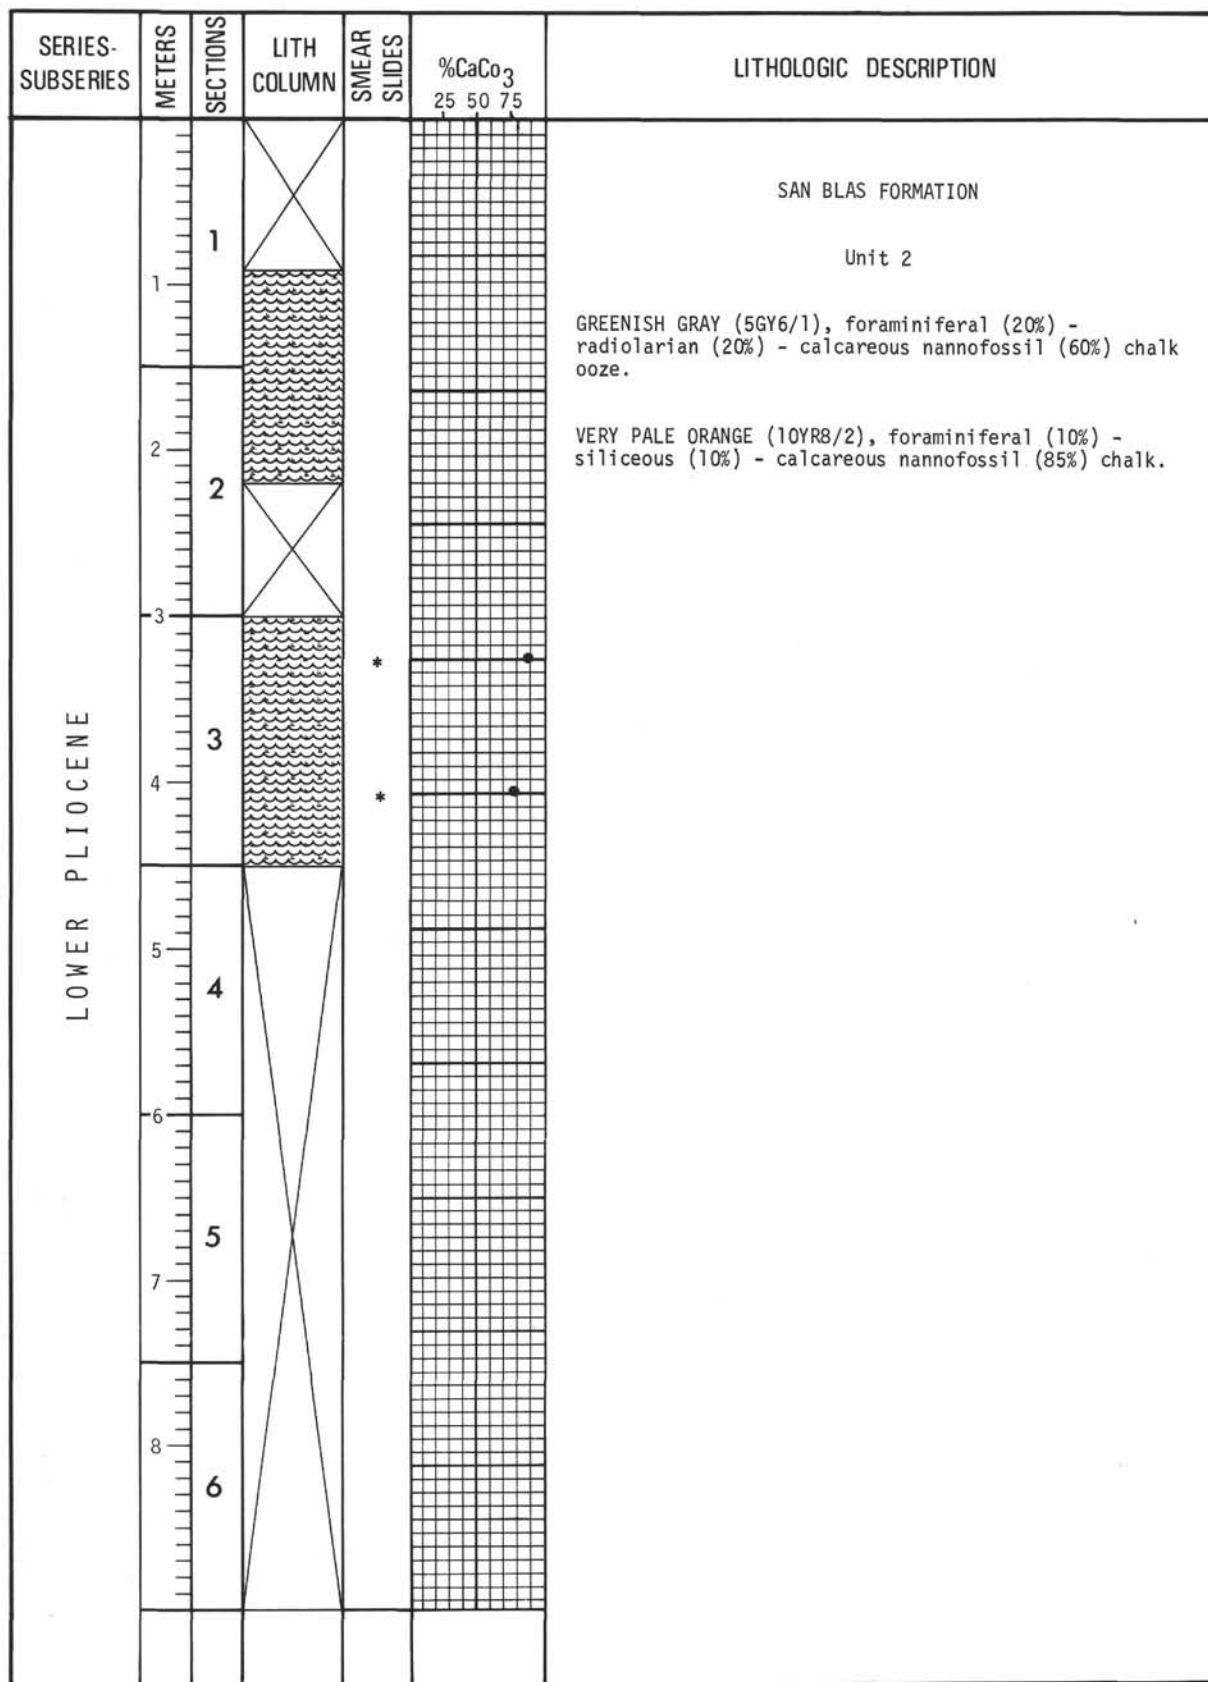 SERIES-
SUBSERIES
METERS
SECTIONS
LITH
COLUMN
SMEAR
SLIDES
%CaCo3
25 50 75
LITHOLOGIC DESCRIPTION
LOWER PLIOCENE
1
2
3
4
5
6
7
8
1
2
3
4
5
6
*
*
SAN BLAS FORMATION
Unit 2
GREENISH GRAY (5GY6/1), foraminiferal (20%) -
radiolarian (20%) - calcareous nannofossil (60%) chalk
ooze.
VERY PALE ORANGE (10YR8/2), foraminiferal (10%) -
siliceous (10%) - calcareous nannofossil (85%) chalk.